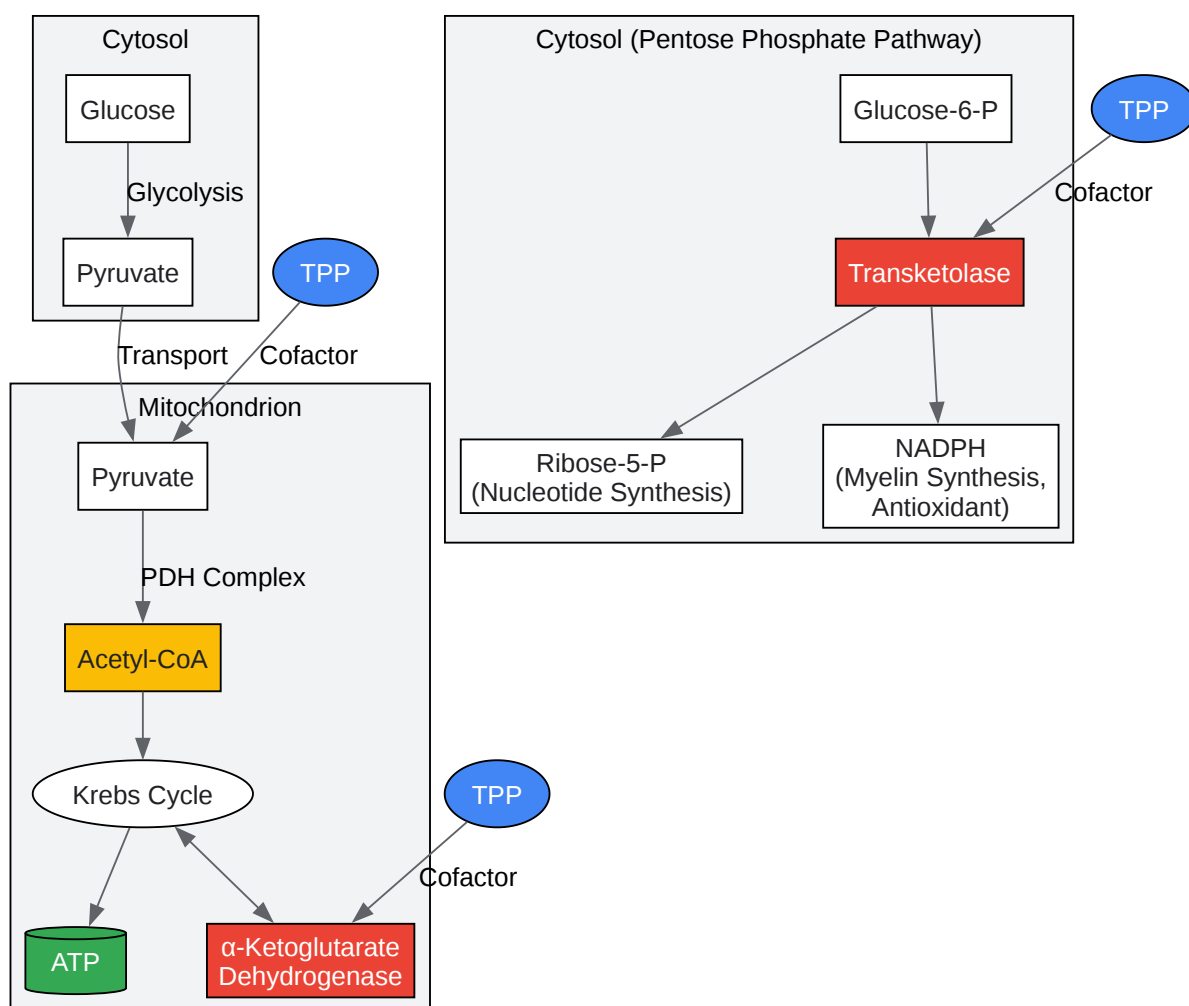 Cytosol
Glucose
Glycolysis
Pyruvate
TPP
Transport
Cofactor
Mitochondrion
Pyruvate
PDH Complex
Acetyl-CoA
Krebs Cycle
TPP
Cofactor
ATP
α-Ketoglutarate
Dehydrogenase
Cytosol (Pentose Phosphate Pathway)
Glucose-6-P
TPP
Cofactor
Transketolase
Ribose-5-P
(Nucleotide Synthesis)
NADPH
(Myelin Synthesis,
Antioxidant)